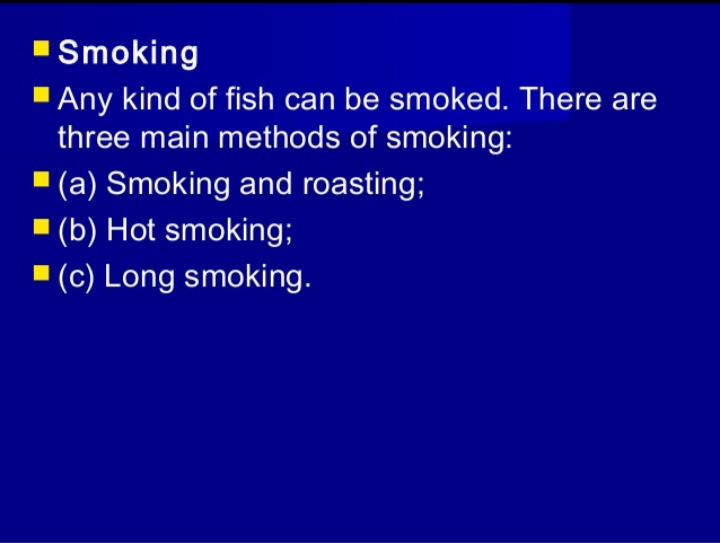 Smoking
Any kind of fish can be smoked. There are
three main methods of smoking:
(a) Smoking and roasting;
(b) Hot smoking;
(c) Long smoking.